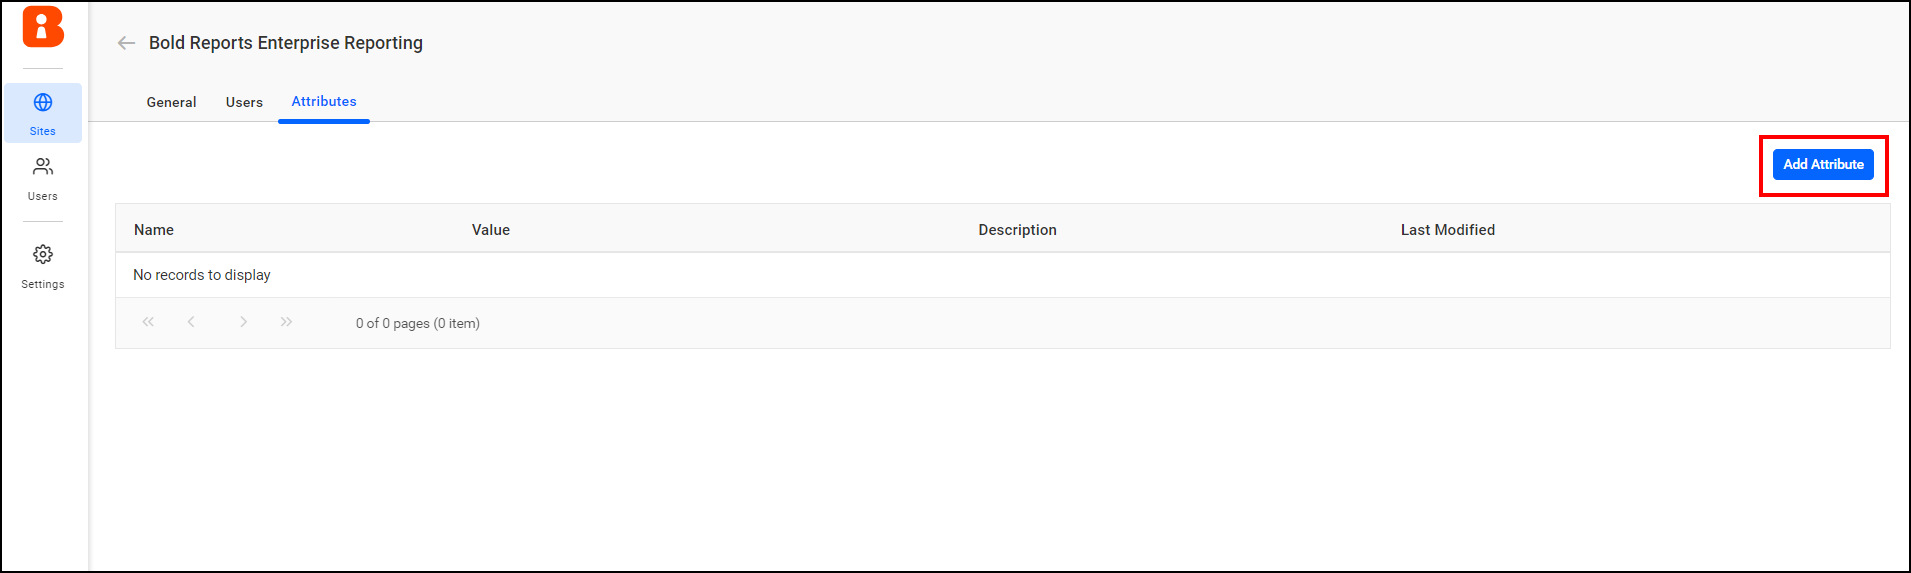 Bold Reports Enterprise Reporting
General Users Attributes
Sites
Add Attribute
Users
Name Value Description Last Modified
No records to display
Settings
0 of 0 pages (0 item)